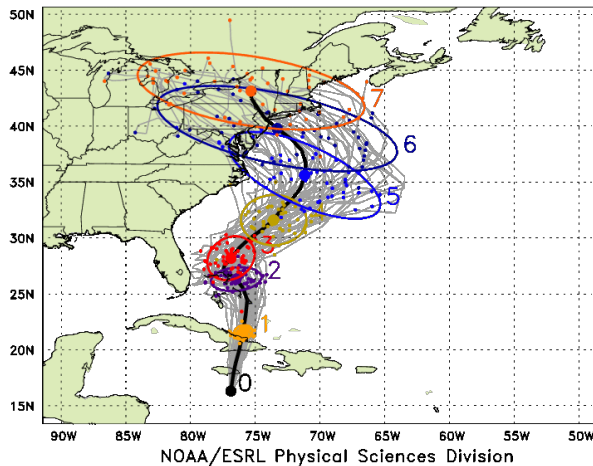 50N
45N
7
40N
6
35N
5
30N
3
2
25N
1
20N
0
15N
90W 85W 80W 75W 70W 65W 60W 55W 50W
NOAA/ESRL Physical Sciences Division